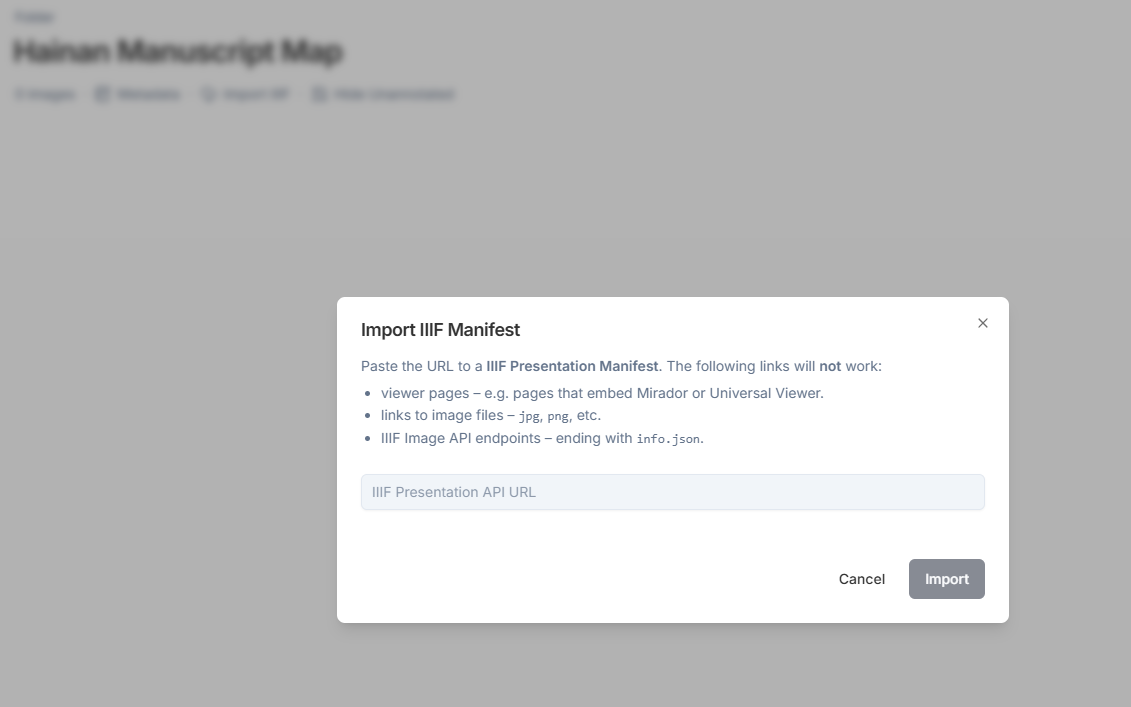 Folder
Hainan Manuscript Map
0 images · Metadata · Import IIIF · Hide Unannotated
Import IIIF Manifest
Paste the URL to a IIIF Presentation Manifest. The following links will not work:
• viewer pages – e.g. pages that embed Mirador or Universal Viewer.
• links to image files – jpg, png, etc.
• IIIF Image API endpoints – ending with info.json.
IIIF Presentation API URL
Cancel Import